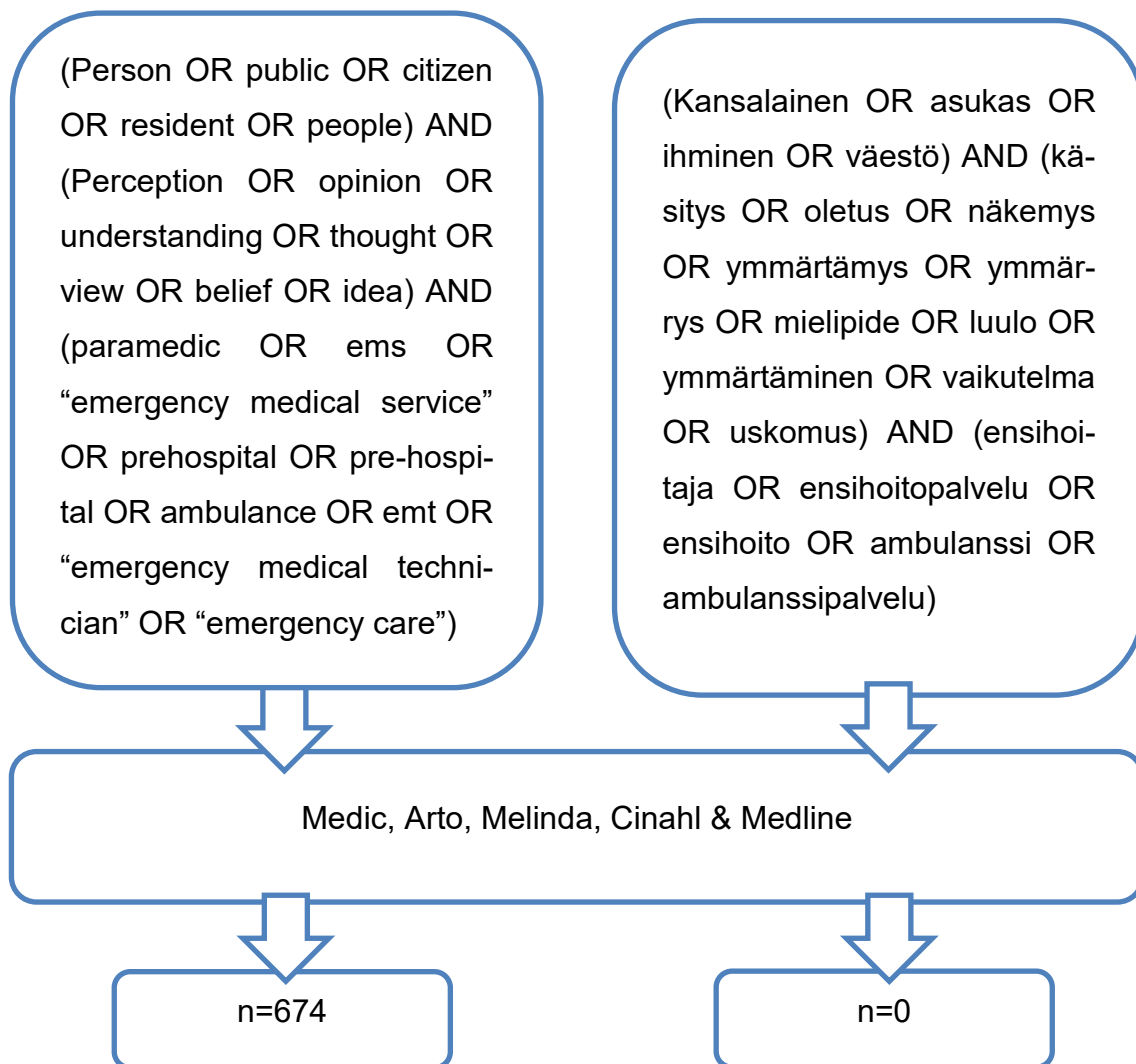 (Person OR public OR citizen
OR resident OR people) AND
(Perception OR opinion OR
understanding OR thought OR
view OR belief OR idea) AND
(paramedic OR ems OR
“emergency medical service”
OR prehospital OR pre-hospi-
tal OR ambulance OR emt OR
“emergency medical techni-
cian” OR “emergency care”)
(Kansalainen OR asukas OR
ihminen OR väestö) AND (kä-
sitys OR oletus OR näkemys
OR ymmärtämys OR ymmär-
rys OR mielipide OR luulo OR
ymmärtäminen OR vaikutelma
OR uskomus) AND (ensihoi-
taja OR ensihoitopalvelu OR
ensihoito OR ambulanssi OR
ambulanssipalvelu)
Medic, Arto, Melinda, Cinahl & Medline
n=674
n=0